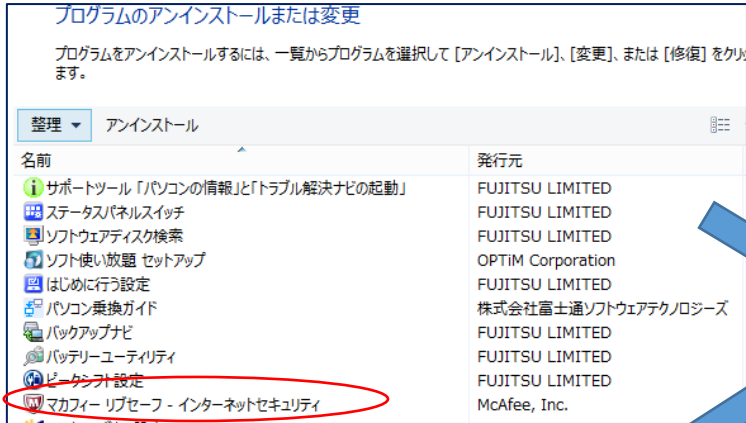 プログラムのアンインストールまたは変更
プログラムをアンインストールするには、一覧からプログラムを選択して [アンインストール]、[変更]、または [修復] をクリッ
ます。
整理 アンインストール
名前 発行元
サポートツール 「パソコンの情報」と「トラブル解決ナビの起動」 FUJITSU LIMITED
ステータスパネルスイッチ FUJITSU LIMITED
ソフトウェアディスク検索 FUJITSU LIMITED
ソフト使い放題 セットアップ OPTiM Corporation
はじめに行う設定 FUJITSU LIMITED
パソコン乗換ガイド 株式会社富士通ソフトウェアテクノロジーズ
バックアップナビ FUJITSU LIMITED
バッテリーユーティリティ FUJITSU LIMITED
ピークシフト設定 FUJITSU LIMITED
マカフィー リブセーフ - インターネットセキュリティ McAfee, Inc.